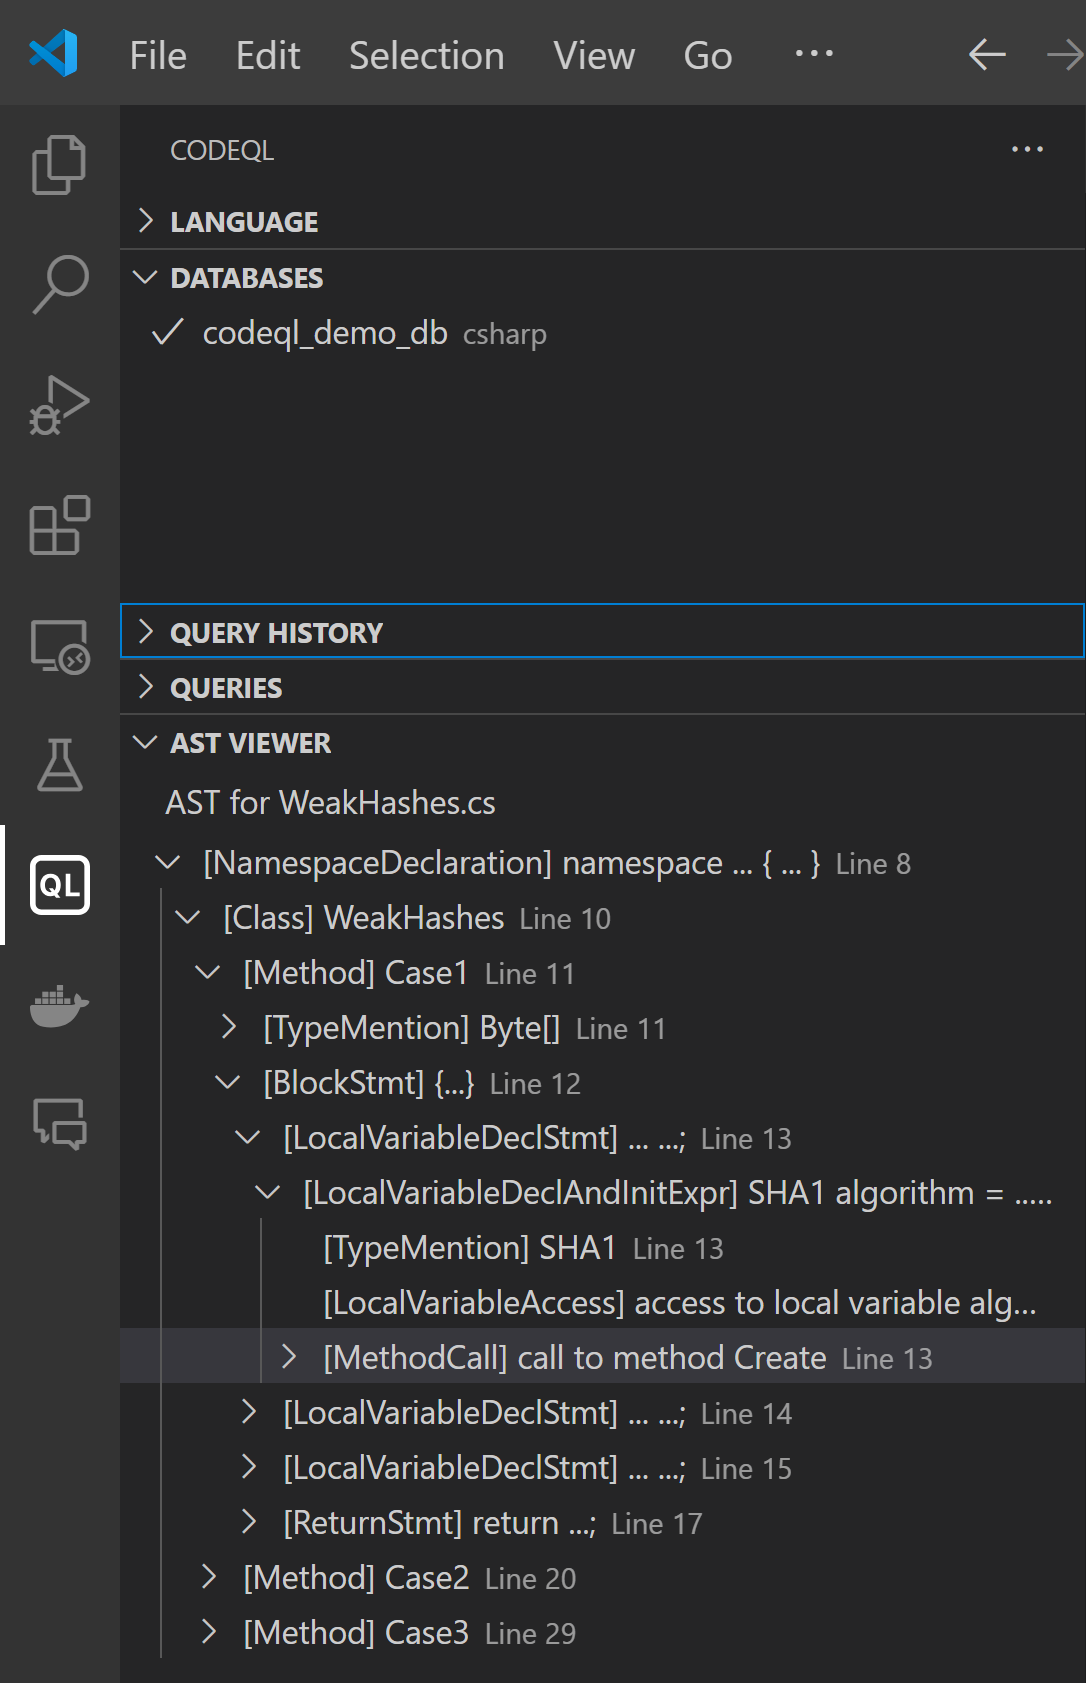 File Edit Selection View Go ···
CODEQL ···
LANGUAGE
DATABASES
codeql_demo_db csharp
QUERY HISTORY
QUERIES
AST VIEWER
AST for WeakHashes.cs
[NamespaceDeclaration] namespace ... { ... } Line 8
[Class] WeakHashes Line 10
[Method] Case1 Line 11
[TypeMention] Byte[] Line 11
[BlockStmt] {...} Line 12
[LocalVariableDeclStmt] ... ...; Line 13
[LocalVariableDeclAndInitExpr] SHA1 algorithm = .....
[TypeMention] SHA1 Line 13
[LocalVariableAccess] access to local variable alg...
[MethodCall] call to method Create Line 13
[LocalVariableDeclStmt] ... ...; Line 14
[LocalVariableDeclStmt] ... ...; Line 15
QL
[ReturnStmt] return ...; Line 17
[Method] Case2 Line 20
[Method] Case3 Line 29